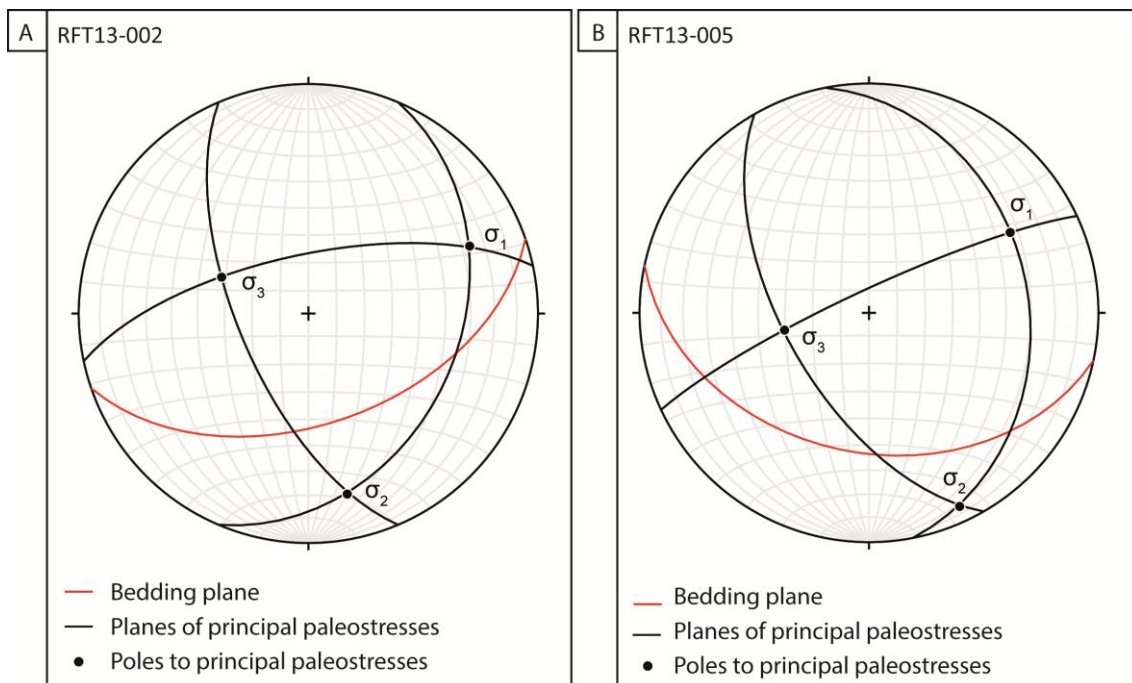 A
RFT13-002
σ1
σ3
σ2
Bedding plane
Planes of principal paleostresses
Poles to principal paleostresses
B
RFT13-005
σ1
σ3
σ2
Bedding plane
Planes of principal paleostresses
Poles to principal paleostresses